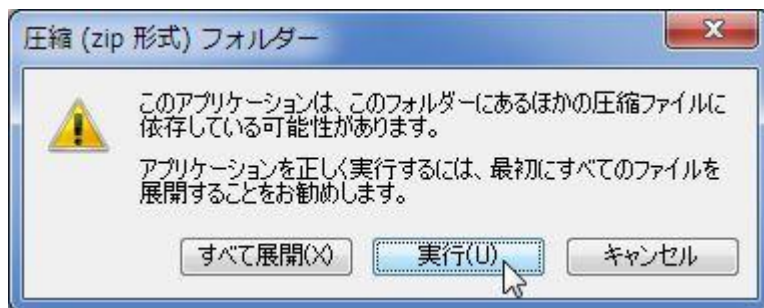 圧縮 (zip 形式) フォルダー
このアプリケーションは、このフォルダーにあるほかの圧縮ファイルに
依存している可能性があります。
アプリケーションを正しく実行するには、最初にすべてのファイルを
展開することをお勧めします。
すべて展開(X) 実行(U) キャンセル